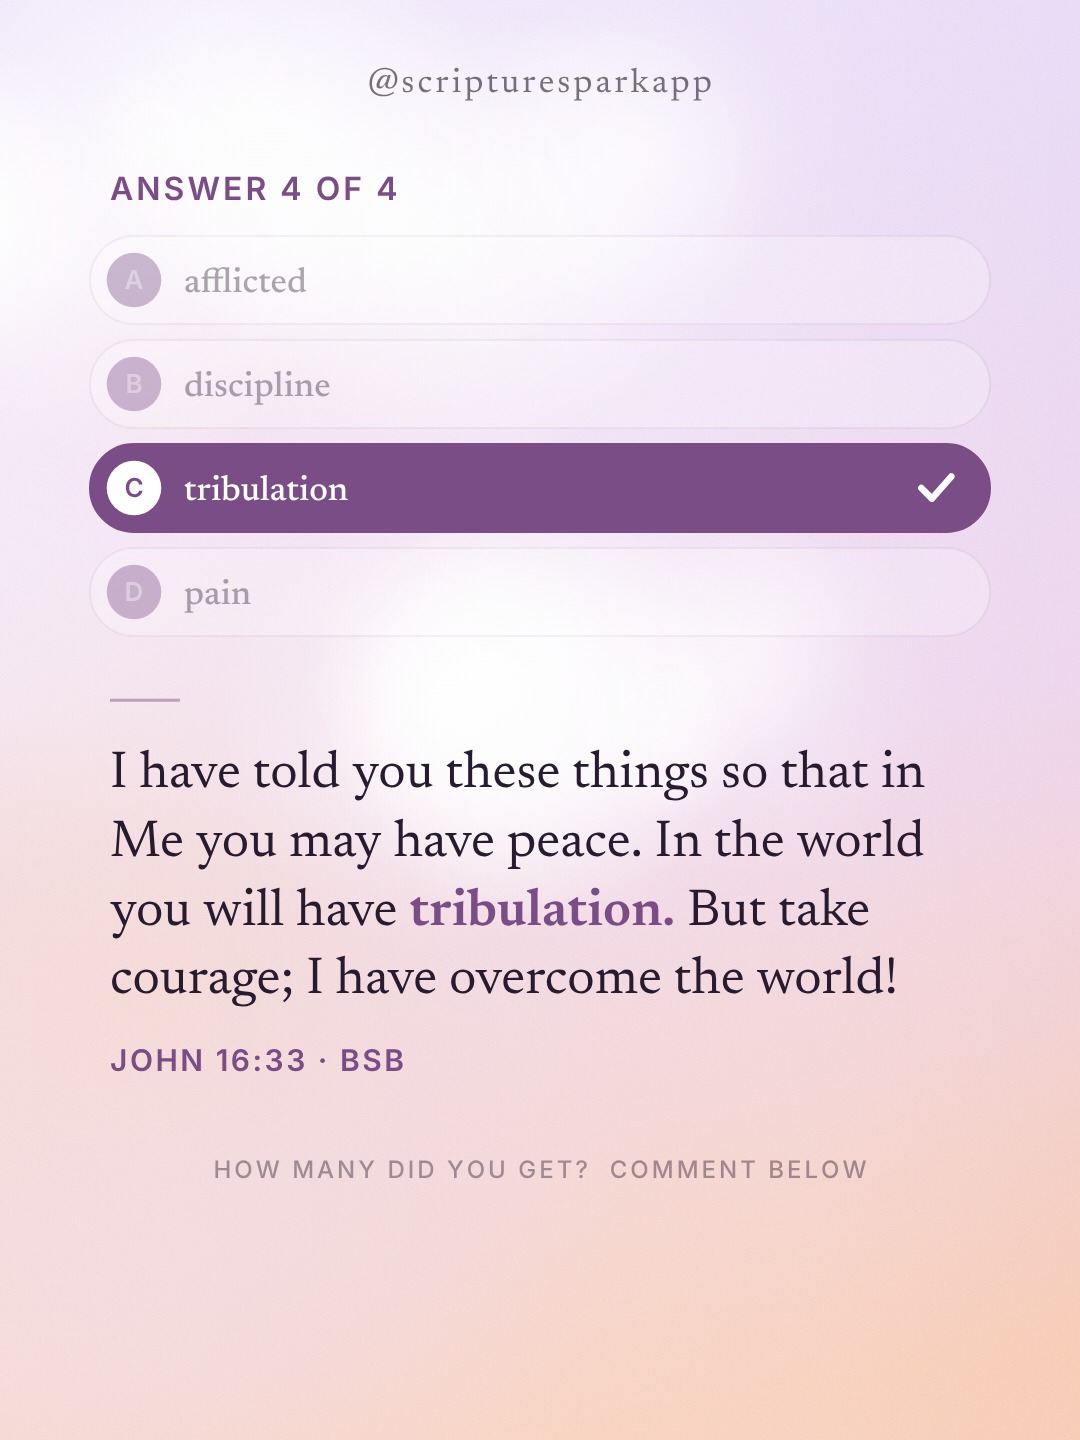 @scripturesparkapp
ANSWER 4 OF 4
A afflicted
B discipline
C tribulation
D pain
I have told you these things so that in
Me you may have peace. In the world
you will have tribulation. But take
courage; I have overcome the world!
JOHN 16:33 · BSB
HOW MANY DID YOU GET? COMMENT BELOW